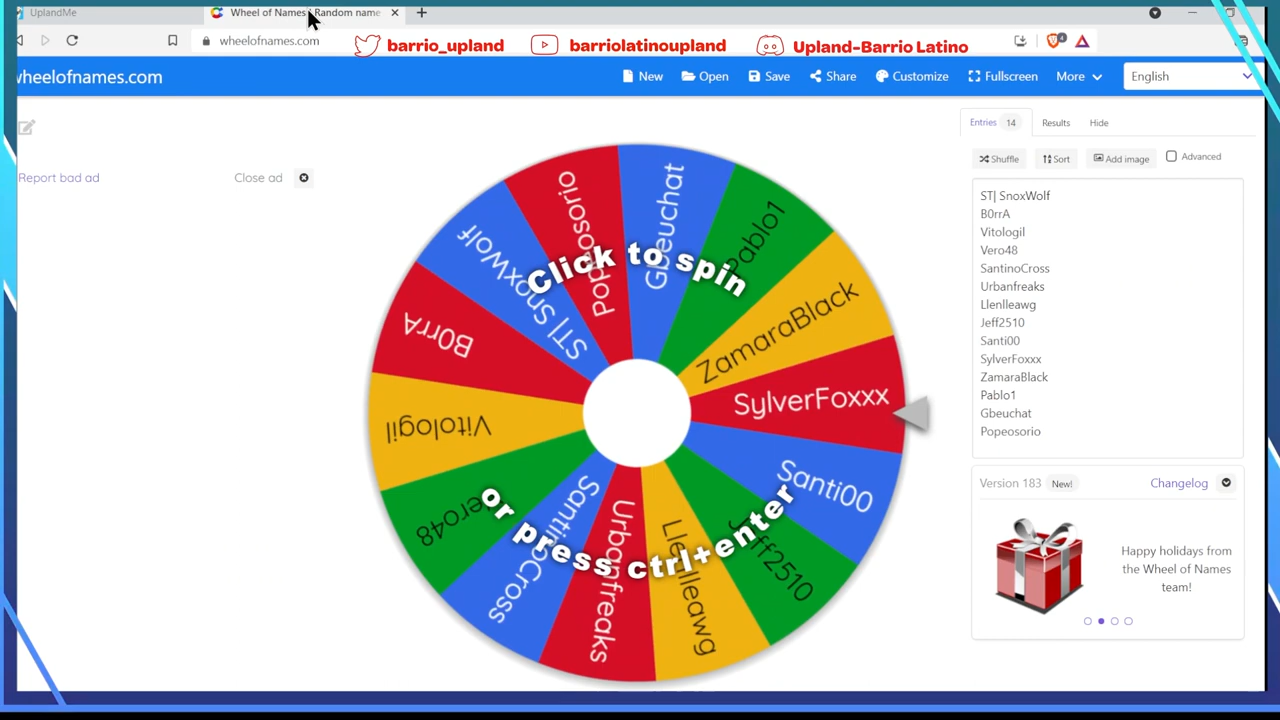 UplandMe
Wheel of Names | Random name
wheelofnames.com
barrio_upland
barriolatinoupland
Upland-Barrio Latino
wheelofnames.com
New
Open
Save
Share
Customize
Fullscreen
More
English
Report bad ad
Close ad
Click to spin
or press ctrl+enter
Popeosorio
Gbeuchat
Pablo1
ZamaraBlack
SylverFoxxx
Santi00
Jeff2510
Llenlleawg
Urbanfreaks
SantinoCross
Vero48
Vitologil
B0rrA
ST| SnoxWolf
Entries 14
Results
Hide
Shuffle
Sort
Add image
Advanced
ST| SnoxWolf
B0rrA
Vitologil
Vero48
SantinoCross
Urbanfreaks
Llenlleawg
Jeff2510
Santi00
SylverFoxxx
ZamaraBlack
Pablo1
Gbeuchat
Popeosorio
Version 183 New!
Changelog
Happy holidays from
the Wheel of Names
team!